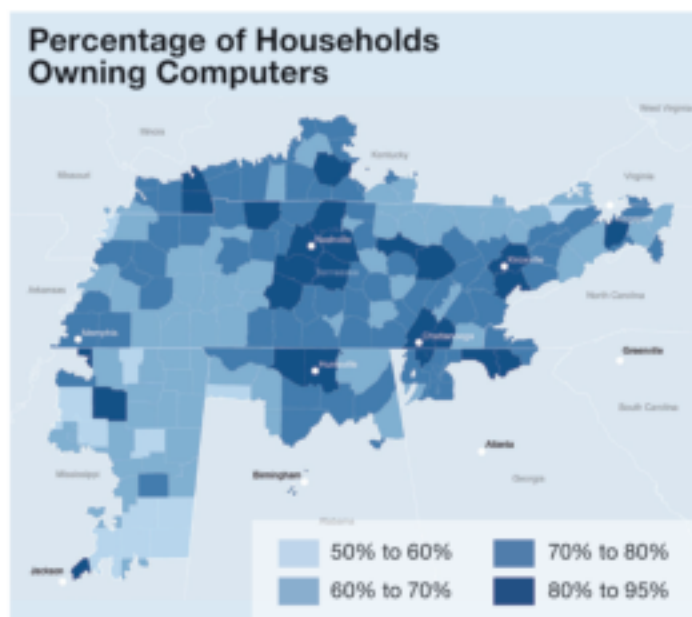 Percentage of Households
Owning Computers
West Virginia
Illinois
Kentucky
Missouri
Virginia
Nashville
Knoxville
Arkansas
North Carolina
Memphis
Chattanooga
Huntsville
Greenville
South Carolina
Atlanta
Mississippi
Birmingham
Georgia
Alabama
Jackson
50% to 60%
70% to 80%
60% to 70%
80% to 95%